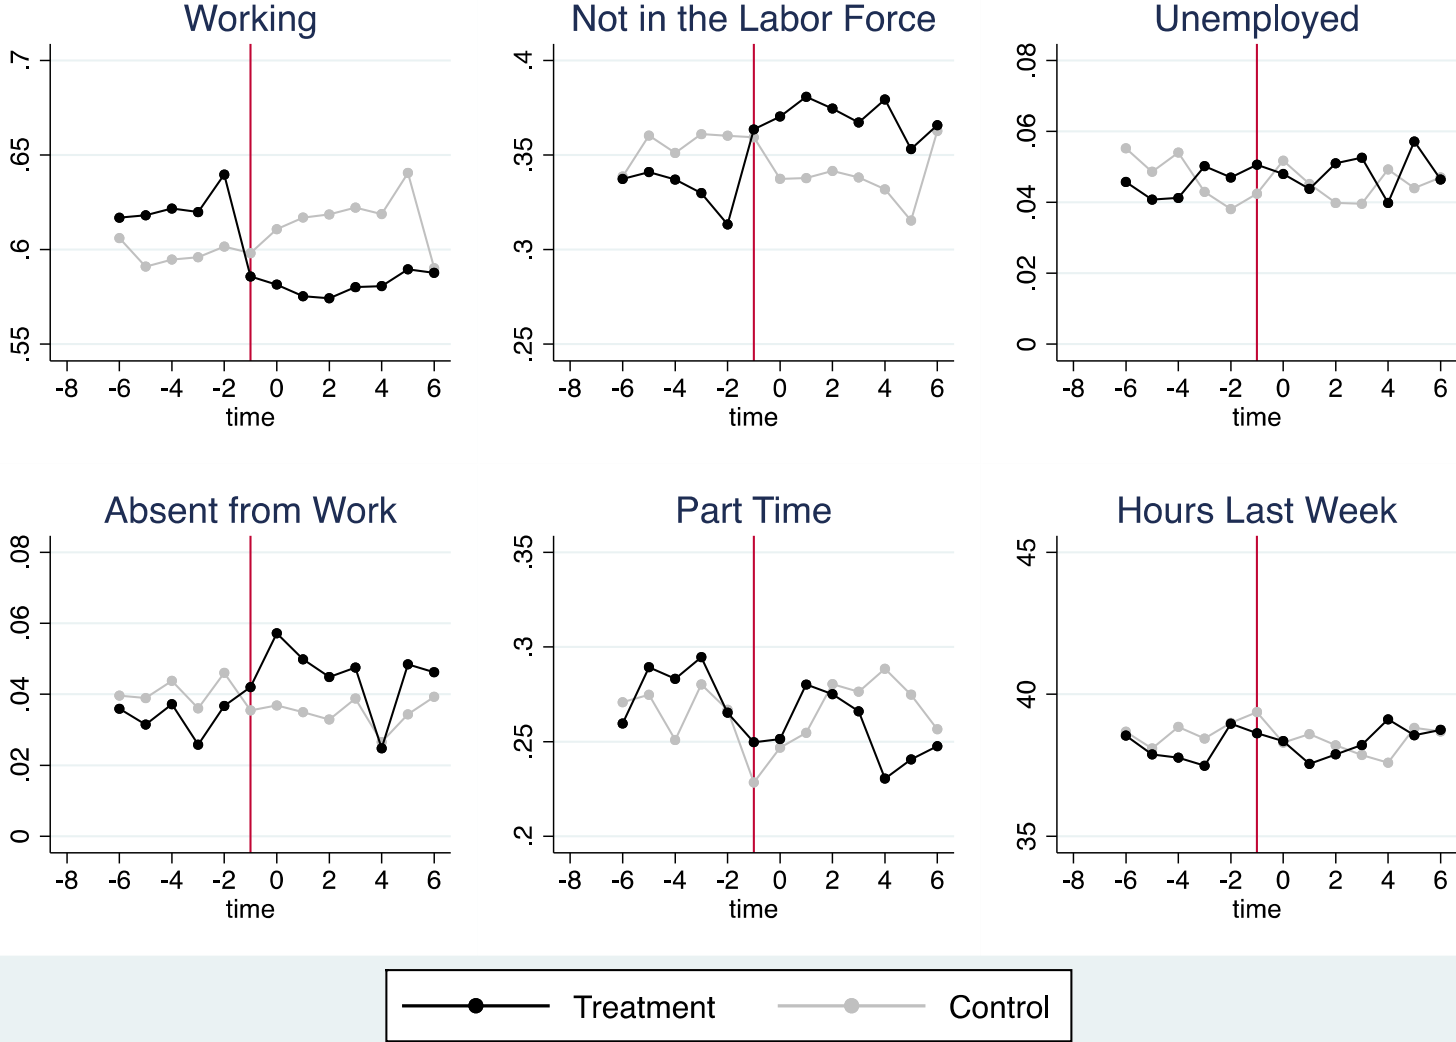 Working
.7
.65
.6
.55
-8 -6 -4 -2 0 2 4 6
time
Not in the Labor Force
.4
.35
.3
.25
-8 -6 -4 -2 0 2 4 6
time
Unemployed
.08
.06
.04
.02
0
-8 -6 -4 -2 0 2 4 6
time
Absent from Work
.08
.06
.04
.02
0
-8 -6 -4 -2 0 2 4 6
time
Part Time
.35
.3
.25
.2
-8 -6 -4 -2 0 2 4 6
time
Hours Last Week
45
40
35
-8 -6 -4 -2 0 2 4 6
time
Treatment Control